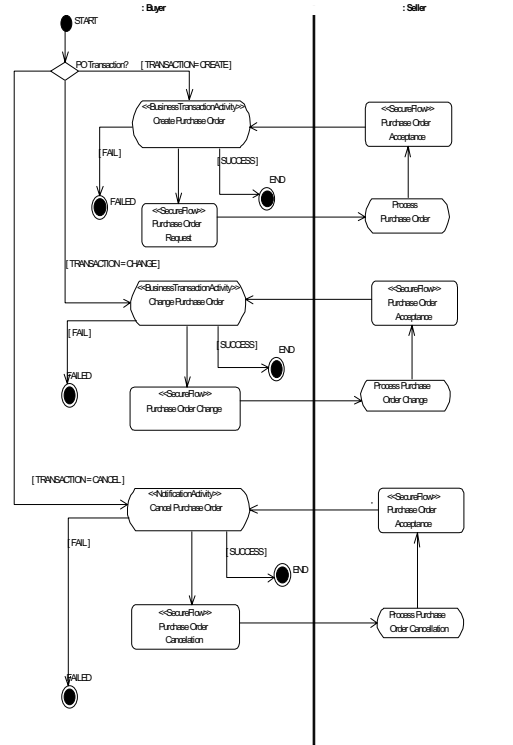 : Buyer
: Seller
START
PO Transaction?
[ TRANSACTION= CREATE ]
<<BusinessTransactionActivity>>
Create Purchase Order
<<SecureFlow>>
Purchase Order
Acceptance
[ FAIL ]
[ SUCCESS ]
END
FAILED
<<SecureFlow>>
Purchase Order
Request
Process
Purchase Order
[ TRANSACTION = CHANGE ]
<<BusinessTransactionActivity>>
Change Purchase Order
<<SecureFlow>>
Purchase Order
Acceptance
[ FAIL ]
[ SUCCESS ]
END
FAILED
<<SecureFlow>>
Purchase Order Change
Process Purchase
Order Change
[ TRANSACTION = CANCEL ]
<<NotificationActivity>>
Cancel Purchase Order
<<SecureFlow>>
Purchase Order
Acceptance
[ FAIL ]
[ SUCCESS ]
END
<<SecureFlow>>
Purchase Order
Cancelation
Process Purchase
Order Cancellation
FAILED